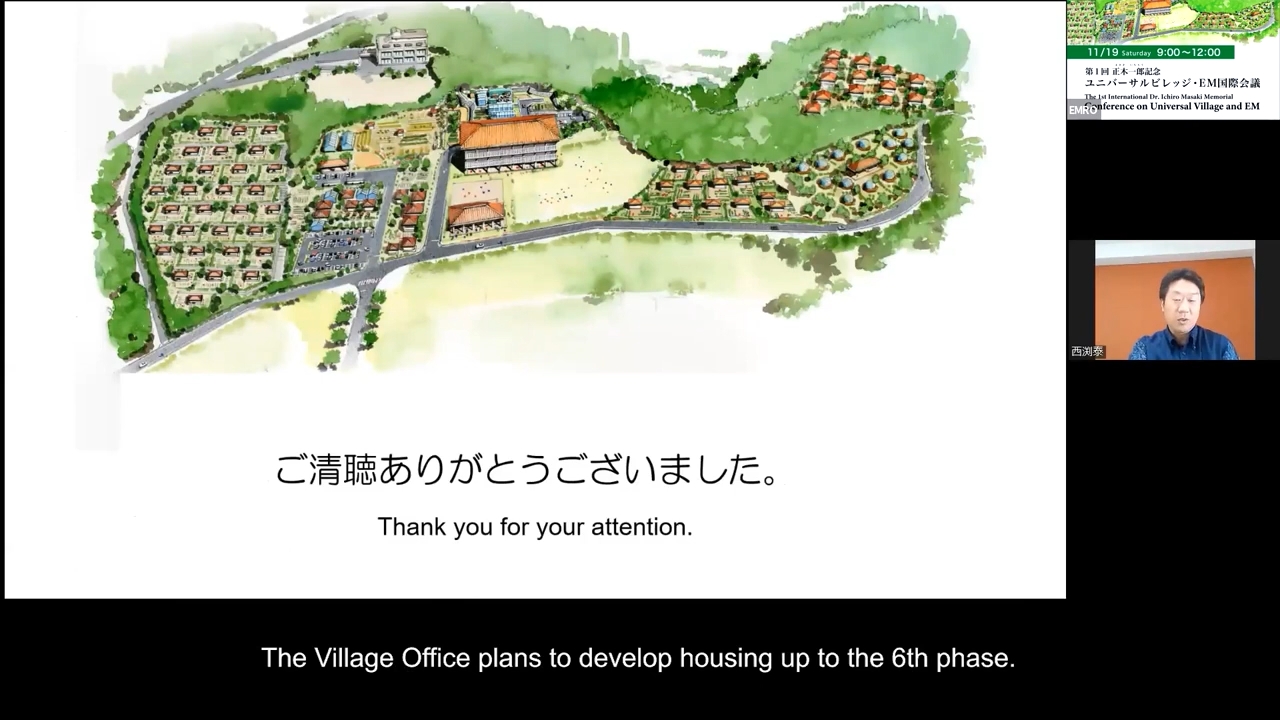 ご清聴ありがとうございました。
Thank you for your attention.
The Village Office plans to develop housing up to the 6th phase.
11/19 Saturday 9:00～12:00
第1回 正木一郎記念
ユニバーサルビレッジ・EM国際会議
The 1st International Dr. Ichiro Masaki Memorial
Conference on Universal Village and EM
EMRO
西渕泰